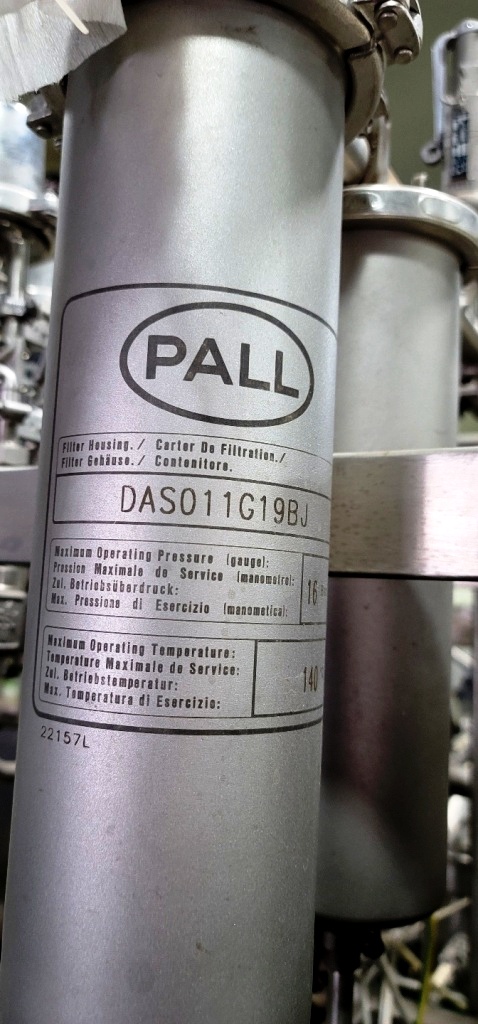 PALL
Filter Housing./ Carter De Filtration./
Filter Gehäuse./ Contenitore.
DAS011G19BJ
Maximum Operating Pressure (gauge):
Pression Maximale de Service (manometre):
Zul. Betriebsüberdruck:
Max. Pressione di Esercizio (manometica):
16
Maximum Operating Temperature:
Temperature Maximale de Service:
Zul. Betriebstemperatur:
Max. Temperatura di Esercizio:
140
22157L